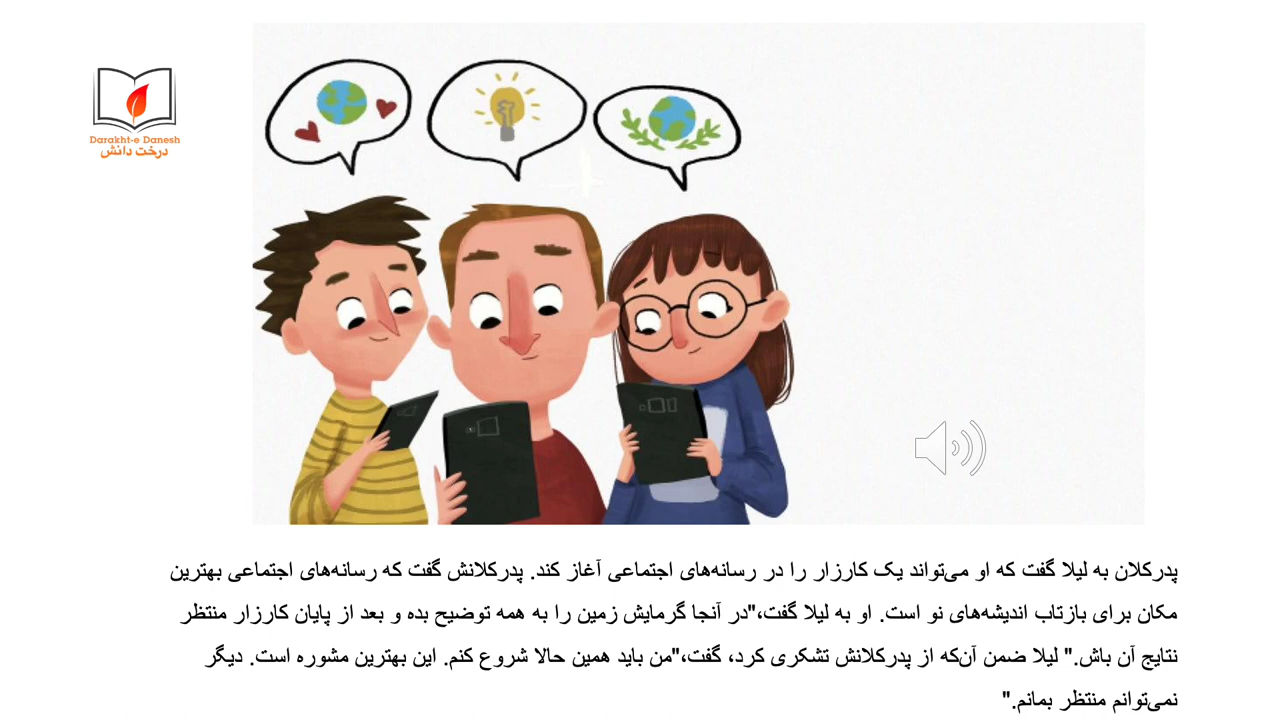 Darakht-e Danesh
درخت دانش
پدرکلان به لیلا گفت که او می‌تواند یک کارزار را در رسانه‌های اجتماعی آغاز کند. پدرکلانش گفت که رسانه‌های اجتماعی بهترین
مکان برای بازتاب اندیشه‌های نو است. او به لیلا گفت،"در آنجا گرمایش زمین را به همه توضیح بده و بعد از پایان کارزار منتظر
نتایج آن باش." لیلا ضمن آن‌که از پدرکلانش تشکری کرد، گفت،"من باید همین حالا شروع کنم. این بهترین مشوره است. دیگر
نمی‌توانم منتظر بمانم."